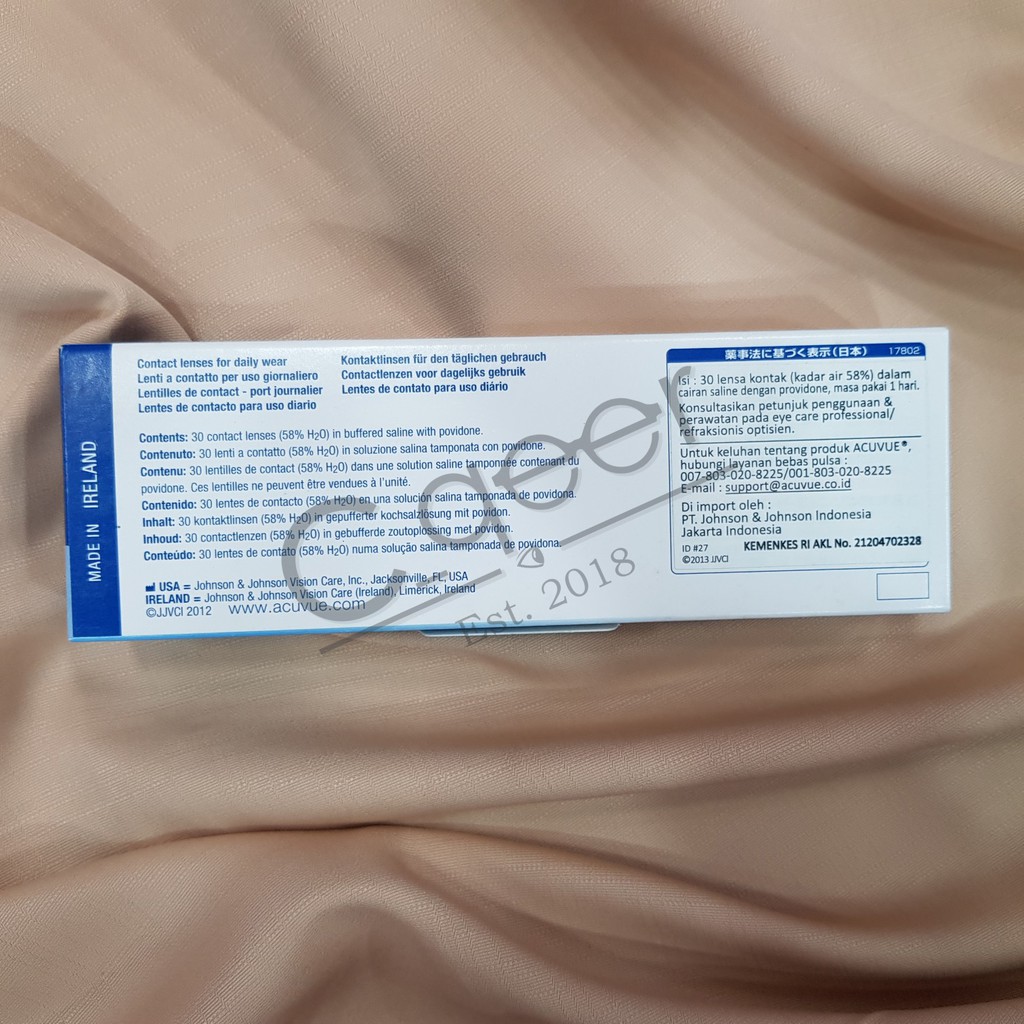 MADE IN IRELAND
Contact lenses for daily wear
Lenti a contatto per uso giornaliero
Lentilles de contact - port journalier
Lentes de contacto para uso diario
Kontaktlinsen für den täglichen gebrauch
Contactlenzen voor dagelijks gebruik
Lentes de contato para uso diário
Contents: 30 contact lenses (58% H₂O) in buffered saline with povidone.
Contenuto: 30 lenti a contatto (58% H₂O) in soluzione salina tamponata con povidone.
Contenu: 30 lentilles de contact (58% H₂O) dans une solution saline tamponnée contenant du
povidone. Ces lentilles ne peuvent être vendues à l'unité.
Contenido: 30 lentes de contacto (58% H₂O) en una solución salina tamponada de povidona.
Inhalt: 30 kontaktlinsen (58% H₂O) in gepufferter kochsalzlösung mit povidon.
Inhoud: 30 contactlenzen (58% H₂O) in gebufferde zoutoplossing met povidon.
Conteúdo: 30 lentes de contato (58% H₂O) numa solução salina tamponada de povidona.
USA = Johnson & Johnson Vision Care, Inc., Jacksonville, FL, USA
IRELAND = Johnson & Johnson Vision Care (Ireland), Limerick, Ireland
©JJVCI 2012 www.acuvue.com
薬事法に基づく表示(日本) 17802
Isi : 30 lensa kontak (kadar air 58%) dalam
cairan saline dengan providone, masa pakai 1 hari.
Konsultasikan petunjuk penggunaan &
perawatan pada eye care professional/
refraksionis optisien.
Untuk keluhan tentang produk ACUVUE®,
hubungi layanan bebas pulsa :
007-803-020-8225/001-803-020-8225
E-mail : support@acuvue.co.id
Di import oleh :
PT. Johnson & Johnson Indonesia
Jakarta Indonesia
ID #27 KEMENKES RI AKL No. 21204702328
©2013 JJVCI
C.qeer
Est. 2018